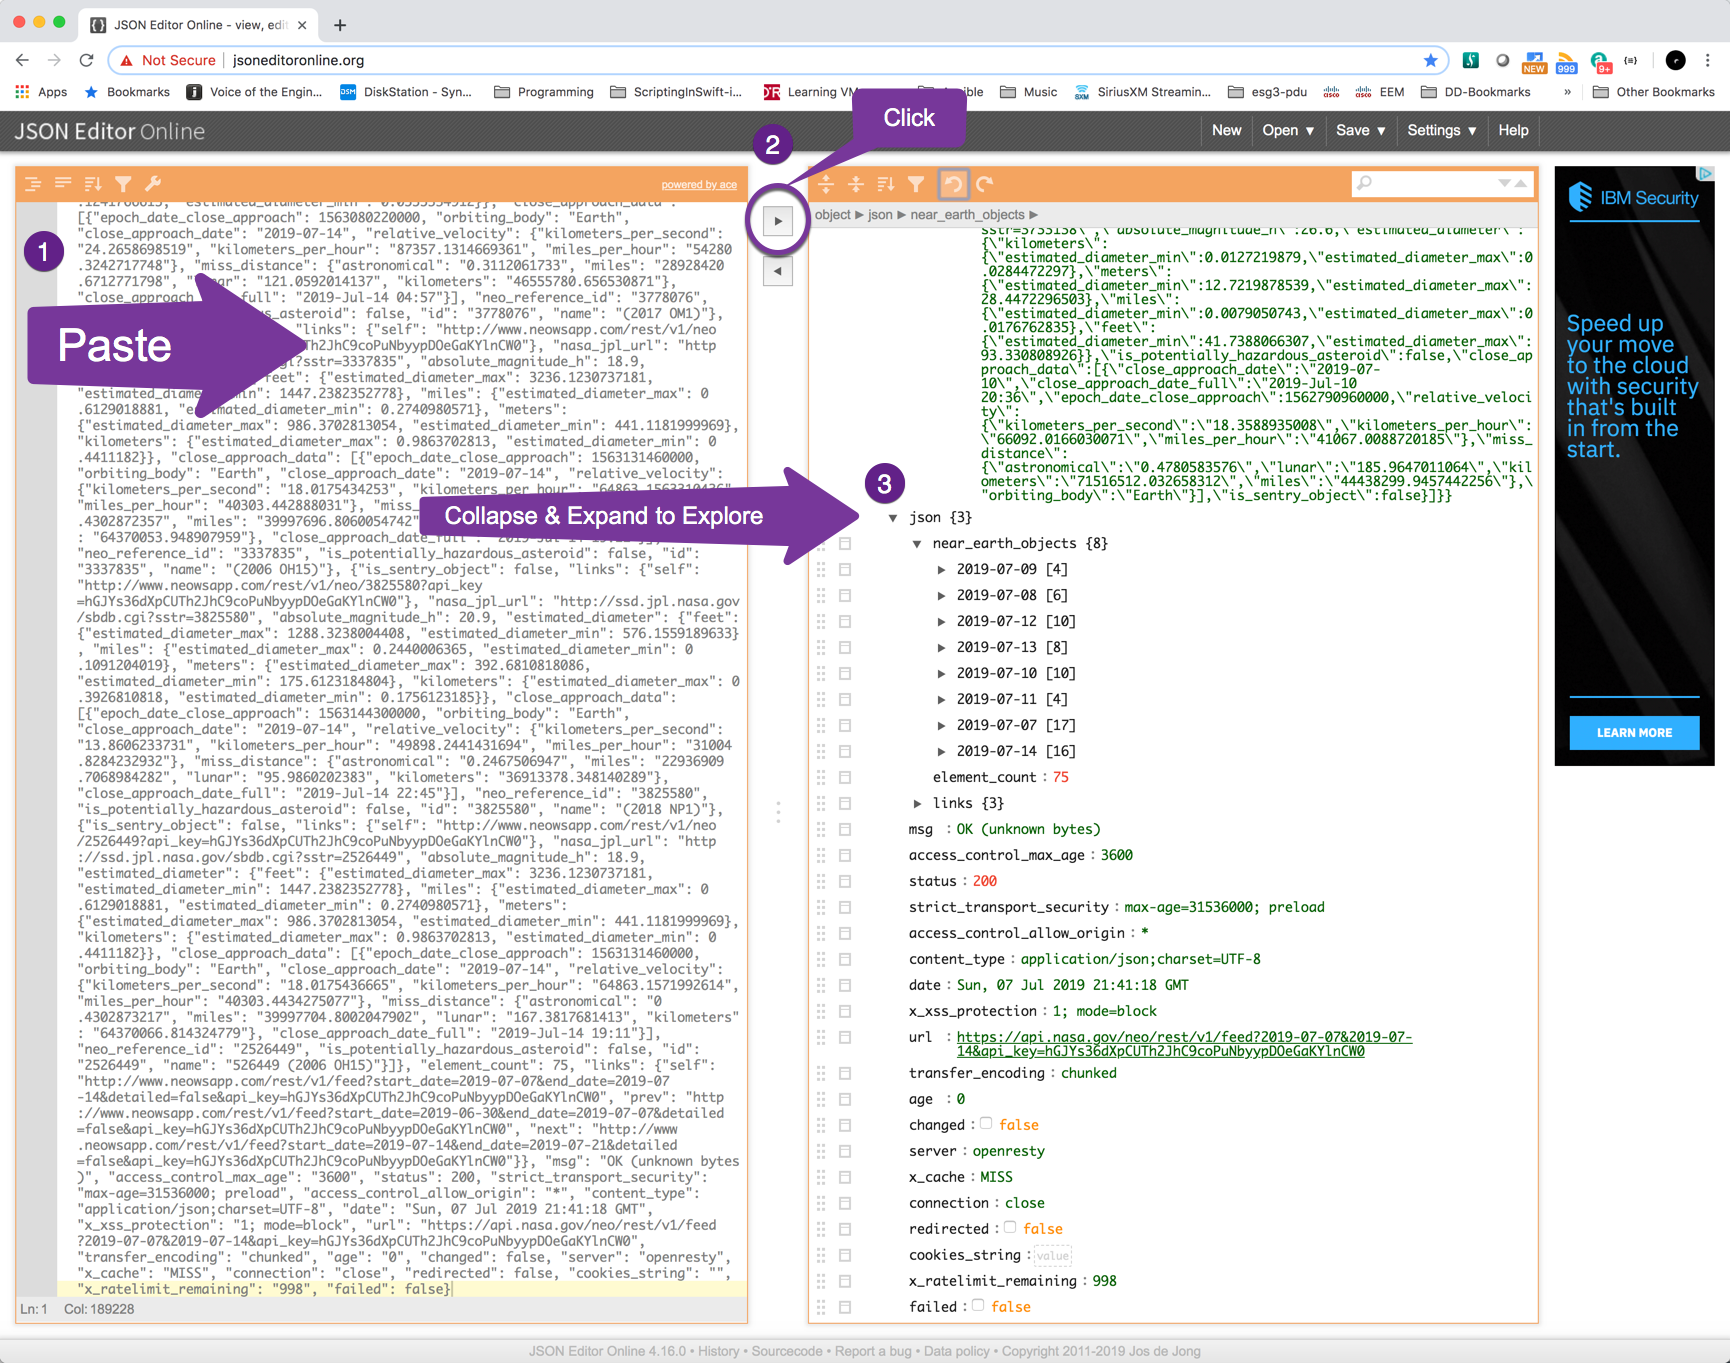 JSON Editor Online - view, edi
Not Secure
jsoneditoronline.org
NEW
999
9+
Apps
Bookmarks
Voice of the Engin...
DiskStation - Syn...
Programming
ScriptingInSwift-i...
Learning VM
SiriusXM Streamin...
Music
esg3-pdu
EEM
DD-Bookmarks
»
Other Bookmarks
JSON Editor Online
New
Open ▼
Save ▼
Settings ▼
Help
Click
2
powered by ace
1
Paste
[{"epoch_date_close_approach": 1563080220000, "orbiting_body": "Earth",
"close_approach_date": "2019-07-14", "relative_velocity": {"kilometers_per_second":
"24.2658698519", "kilometers_per_hour": "87357.1314669361", "miles_per_hour": "54280
.3242717748"}, "miss_distance": {"astronomical": "0.3112061733", "miles": "28928420
.6712771798", "lunar": "121.0592014137", "kilometers": "46555780.656530871"},
"close_approach_date_full": "2019-Jul-14 04:57"}], "neo_reference_id": "3778076",
false, "id": "3778076", "name": "(2017 OM1)"},
"links": {"self": "http://www.neowsapp.com/rest/v1/neo
Th2JhC9coPuNbyypDOeGaKYlnCW0"}, "nasa_jpl_url": "http
?sstr=3337835", "absolute_magnitude_h": 18.9,
feet": {"estimated_diameter_max": 3236.1230737181,
"estimated_diameter_min": 1447.2382352778}, "miles": {"estimated_diameter_max": 0
.6129018881, "estimated_diameter_min": 0.2740980571}, "meters":
{"estimated_diameter_max": 986.3702813054, "estimated_diameter_min": 441.1181999969},
"kilometers": {"estimated_diameter_max": 0.9863702813, "estimated_diameter_min": 0
.4411182}}, "close_approach_data": [{"epoch_date_close_approach": 1563131460000,
"orbiting_body": "Earth", "close_approach_date": "2019-07-14", "relative_velocity":
{"kilometers_per_second": "18.0175434253", "kilometers_per_hour":
"miles_per_hour": "40303.442888031"},
.4302872357", "miles": "39997696.8060054742"
: "64370053.948907959"},
"neo_reference_id": "3337835", "is_potentially_hazardous_asteroid": false, "id":
"3337835", "name": "(2006 OH15)"}, {"is_sentry_object": false, "links": {"self":
"http://www.neowsapp.com/rest/v1/neo/3825580?api_key
=hGJYs36dXpCUTh2JhC9coPuNbyypDOeGaKYlnCW0"}, "nasa_jpl_url": "http://ssd.jpl.nasa.gov
/sbdb.cgi?sstr=3825580", "absolute_magnitude_h": 20.9, "estimated_diameter": {"feet":
{"estimated_diameter_max": 1288.3238004408, "estimated_diameter_min": 576.1559189633}
, "miles": {"estimated_diameter_max": 0.2440006365, "estimated_diameter_min": 0
.1091204019}, "meters": {"estimated_diameter_max": 392.6810818086,
"estimated_diameter_min": 175.6123184804}, "kilometers": {"estimated_diameter_max": 0
.3926810818, "estimated_diameter_min": 0.1756123185}}, "close_approach_data":
[{"epoch_date_close_approach": 1563144300000, "orbiting_body": "Earth",
"close_approach_date": "2019-07-14", "relative_velocity": {"kilometers_per_second":
"13.8606233731", "kilometers_per_hour": "49898.2441431694", "miles_per_hour": "31004
.8284232932"}, "miss_distance": {"astronomical": "0.2467506947", "miles": "22936909
.7068984282", "lunar": "95.9860202383", "kilometers": "36913378.348140289"},
"close_approach_date_full": "2019-Jul-14 22:45"}], "neo_reference_id": "3825580",
"is_potentially_hazardous_asteroid": false, "id": "3825580", "name": "(2018 NP1)"},
{"is_sentry_object": false, "links": {"self": "http://www.neowsapp.com/rest/v1/neo
/2526449?api_key=hGJYs36dXpCUTh2JhC9coPuNbyypDOeGaKYlnCW0"}, "nasa_jpl_url": "http
://ssd.jpl.nasa.gov/sbdb.cgi?sstr=2526449", "absolute_magnitude_h": 18.9,
"estimated_diameter": {"feet": {"estimated_diameter_max": 3236.1230737181,
"estimated_diameter_min": 1447.2382352778}, "miles": {"estimated_diameter_max": 0
.6129018881, "estimated_diameter_min": 0.2740980571}, "meters":
{"estimated_diameter_max": 986.3702813054, "estimated_diameter_min": 441.1181999969},
"kilometers": {"estimated_diameter_max": 0.9863702813, "estimated_diameter_min": 0
.4411182}}, "close_approach_data": [{"epoch_date_close_approach": 1563131460000,
"orbiting_body": "Earth", "close_approach_date": "2019-07-14", "relative_velocity":
{"kilometers_per_second": "18.0175436665", "kilometers_per_hour": "64863.1571992614",
"miles_per_hour": "40303.4434275077"}, "miss_distance": {"astronomical": "0
.4302873217", "miles": "39997704.8002047902", "lunar": "167.3817681413", "kilometers"
: "64370066.814324779"}, "close_approach_date_full": "2019-Jul-14 19:11"}],
"neo_reference_id": "2526449", "is_potentially_hazardous_asteroid": false, "id":
"2526449", "name": "526449 (2006 OH15)"}]}, "element_count": 75, "links": {"self":
"http://www.neowsapp.com/rest/v1/feed?start_date=2019-07-07&end_date=2019-07
-14&detailed=false&api_key=hGJYs36dXpCUTh2JhC9coPuNbyypDOeGaKYlnCW0", "prev": "http
://www.neowsapp.com/rest/v1/feed?start_date=2019-06-30&end_date=2019-07-07&detailed
=false&api_key=hGJYs36dXpCUTh2JhC9coPuNbyypDOeGaKYlnCW0", "next": "http://www
.neowsapp.com/rest/v1/feed?start_date=2019-07-14&end_date=2019-07-21&detailed
=false&api_key=hGJYs36dXpCUTh2JhC9coPuNbyypDOeGaKYlnCW0"}}, "msg": "OK (unknown bytes
)", "access_control_max_age": "3600", "status": 200, "strict_transport_security":
"max-age=31536000; preload", "access_control_allow_origin": "*", "content_type":
"application/json;charset=UTF-8", "date": "Sun, 07 Jul 2019 21:41:18 GMT",
"x_xss_protection": "1; mode=block", "url": "https://api.nasa.gov/neo/rest/v1/feed
?2019-07-07&2019-07-14&api_key=hGJYs36dXpCUTh2JhC9coPuNbyypDOeGaKYlnCW0",
"transfer_encoding": "chunked", "age": "0", "changed": false, "server": "openresty",
"x_cache": "MISS", "connection": "close", "redirected": false, "cookies_string": "",
"x_ratelimit_remaining": "998", "failed": false}
Ln: 1 Col: 189228
object ► json ► near_earth_objects ►
sstr=5755158\",\"absolute_magnitude_h\":26.6,\"estimated_diameter\":
{\"kilometers\":
{\"estimated_diameter_min\":0.0127219879,\"estimated_diameter_max\":0
.0284472297},\"meters\":
{\"estimated_diameter_min\":12.7219878539,\"estimated_diameter_max\":
28.4472296503},\"miles\":
{\"estimated_diameter_min\":0.0079050743,\"estimated_diameter_max\":0
.0176762835},\"feet\":
{\"estimated_diameter_min\":41.7388066307,\"estimated_diameter_max\":
93.330808926}},\"is_potentially_hazardous_asteroid\":false,\"close_ap
proach_data\":[{\"close_approach_date\":\"2019-07-
10\",\"close_approach_date_full\":\"2019-Jul-10
20:36\",\"epoch_date_close_approach\":1562790960000,\"relative_veloci
ty\":
{\"kilometers_per_second\":\"18.3588935008\",\"kilometers_per_hour\":
\"66092.0166030071\",\"miles_per_hour\":\"41067.0088720185\"},\"miss_
distance\":
{\"astronomical\":\"0.4780583576\",\"lunar\":\"185.9647011064\",\"kil
ometers\":\"71516512.032658312\",\"miles\":\"44438299.9457442256\"},\
"orbiting_body\":\"Earth\"}],\"is_sentry_object\":false}]}}
3
Collapse & Expand to Explore
json {3}
near_earth_objects {8}
2019-07-09 [4]
2019-07-08 [6]
2019-07-12 [10]
2019-07-13 [8]
2019-07-10 [10]
2019-07-11 [4]
2019-07-07 [17]
2019-07-14 [16]
element_count : 75
links {3}
msg : OK (unknown bytes)
access_control_max_age : 3600
status : 200
strict_transport_security : max-age=31536000; preload
access_control_allow_origin : *
content_type : application/json;charset=UTF-8
date : Sun, 07 Jul 2019 21:41:18 GMT
x_xss_protection : 1; mode=block
url : https://api.nasa.gov/neo/rest/v1/feed?2019-07-07&2019-07-
14&api_key=hGJYs36dXpCUTh2JhC9coPuNbyypDOeGaKYlnCW0
transfer_encoding : chunked
age : 0
changed : false
server : openresty
x_cache : MISS
connection : close
redirected : false
cookies_string : value
x_ratelimit_remaining : 998
failed : false
IBM Security
Speed up
your move
to the cloud
with security
that's built
in from the
start.
LEARN MORE
JSON Editor Online 4.16.0 • History • Sourcecode • Report a bug • Data policy • Copyright 2011-2019 Jos de Jong